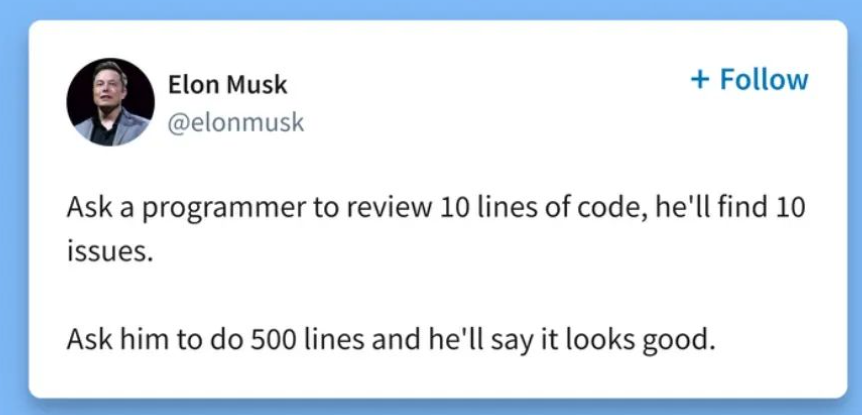 Elon Musk
@elonmusk
+ Follow
Ask a programmer to review 10 lines of code, he'll find 10
issues.
Ask him to do 500 lines and he'll say it looks good.